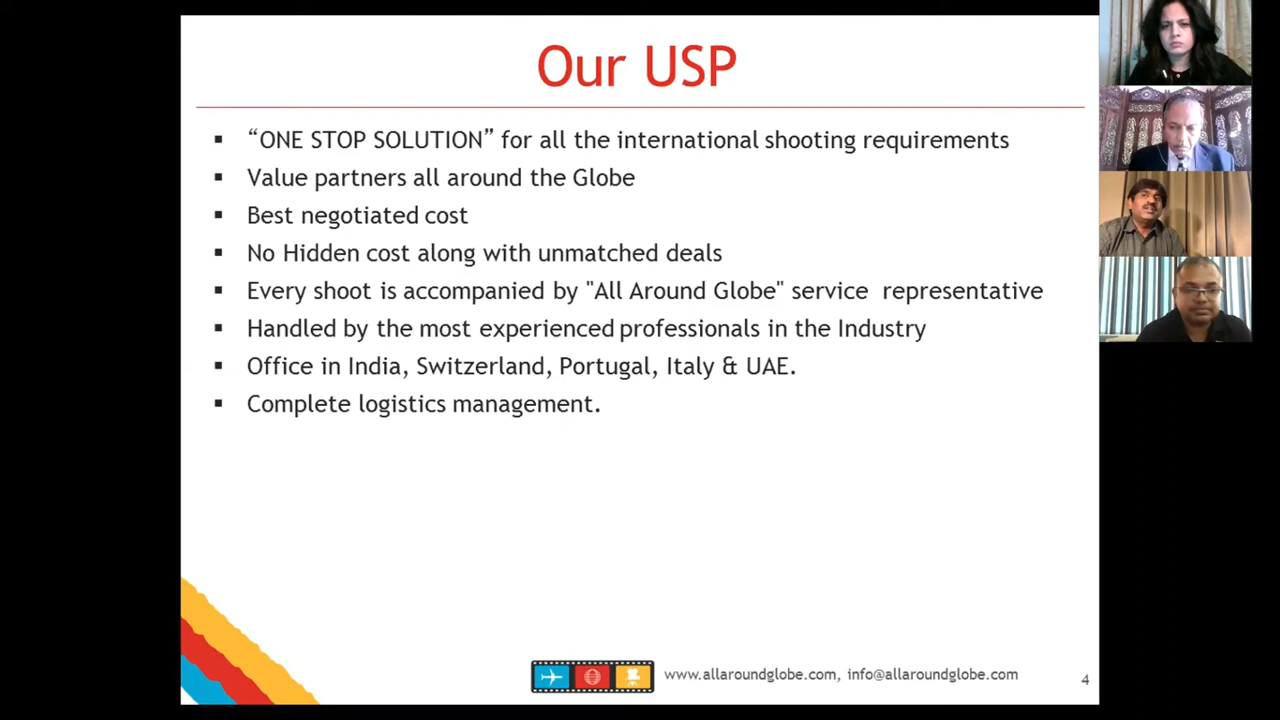 Our USP
▪ “ONE STOP SOLUTION” for all the international shooting requirements
▪ Value partners all around the Globe
▪ Best negotiated cost
▪ No Hidden cost along with unmatched deals
▪ Every shoot is accompanied by "All Around Globe" service  representative
▪ Handled by the most experienced professionals in the Industry
▪ Office in India, Switzerland, Portugal, Italy & UAE.
▪ Complete logistics management.
www.allaroundglobe.com, info@allaroundglobe.com
4